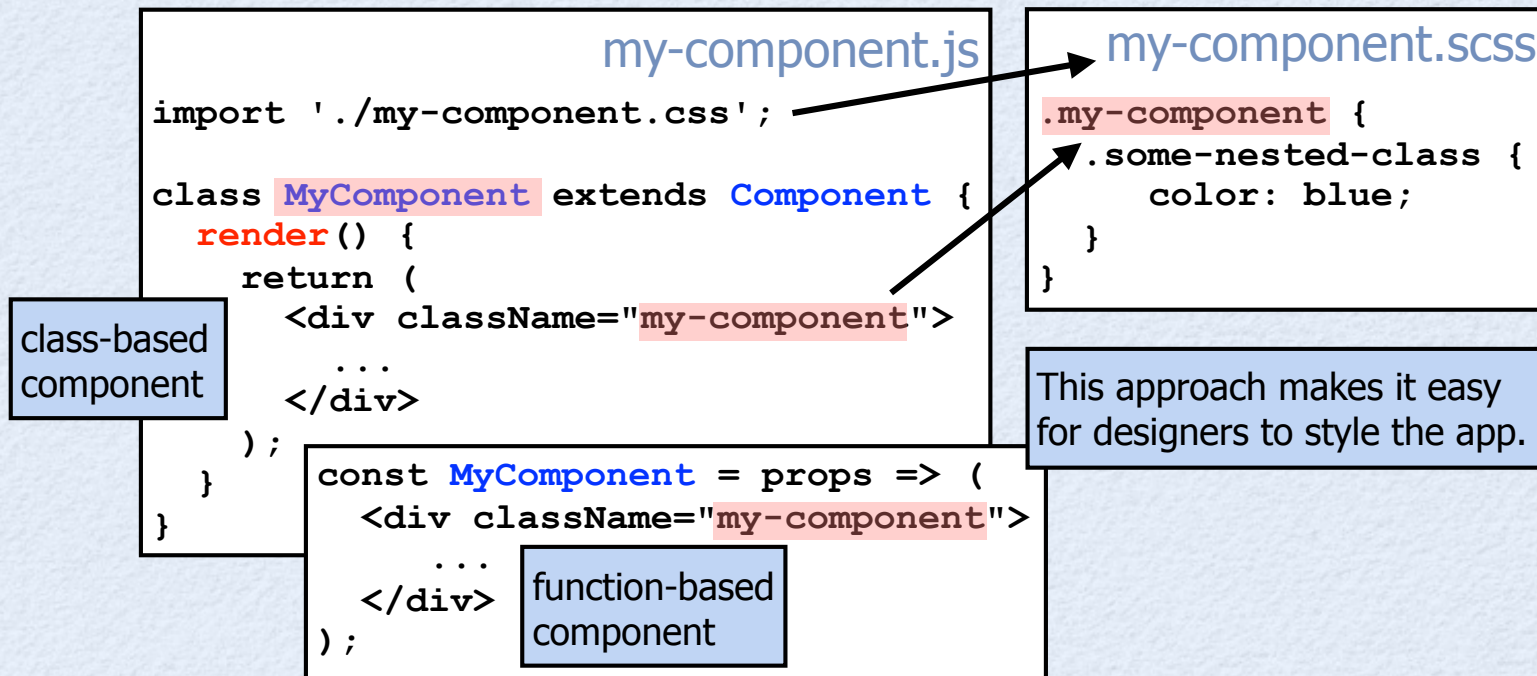 my-component.js
import './my-component.css';
class MyComponent extends Component {
render() {
return (
<div className="my-component">
...
</div>
);
}
}
class-based
component
const MyComponent = props => (
<div className="my-component">
...
</div>
);
function-based
component
my-component.scss
.my-component {
.some-nested-class {
color: blue;
}
}
This approach makes it easy
for designers to style the app.